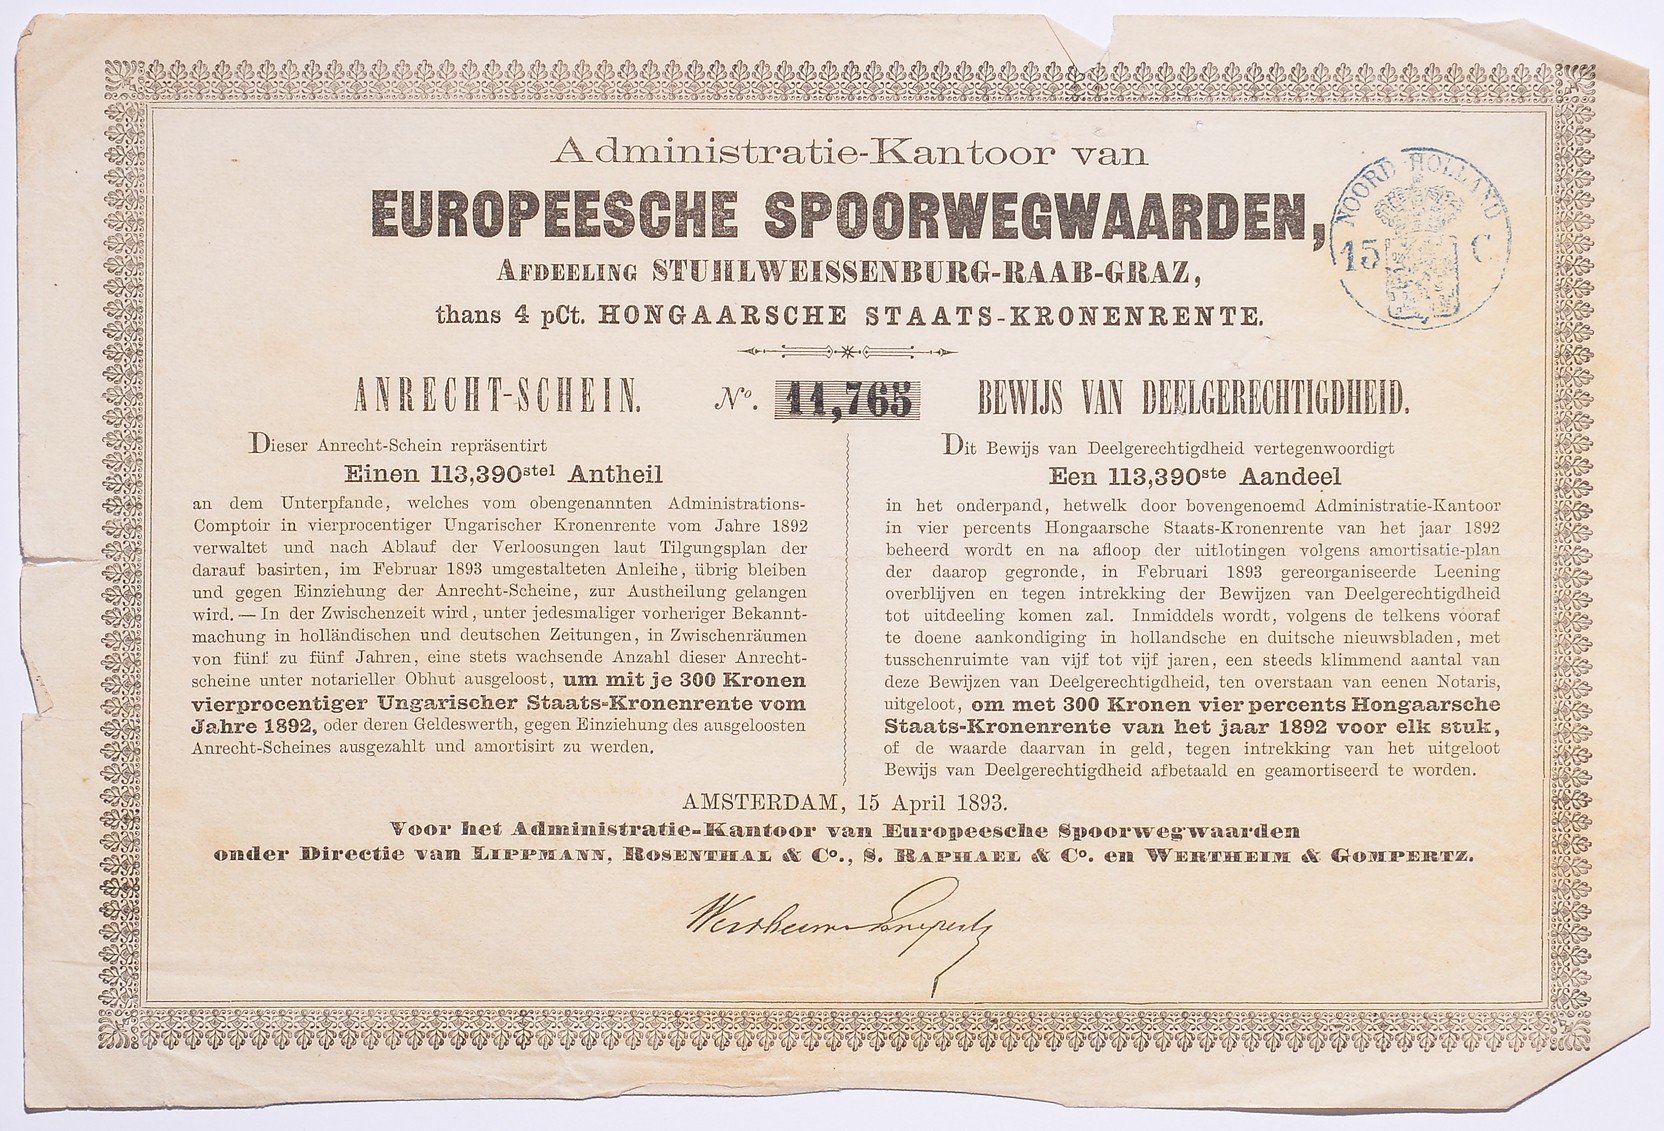 Administratie-Kantoor van
EUROPEESCHE SPOORWEGWAARDEN,
AFDEELING STUHLWEISSENBURG-RAAB-GRAZ,
thans 4 pCt. HONGAARSCHE STAATS-KRONENRENTE.
NOORD HOLLAND
15 C
ANRECHT-SCHEIN. No. 11,765 BEWIJS VAN DEELGERECHTIGDHEID.
Dieser Anrecht-Schein repräsentirt
Einen 113,390stel Antheil
an dem Unterpfande, welches vom obengenannten Administrations-
Comptoir in vierprocentiger Ungarischer Kronenrente vom Jahre 1892
verwaltet und nach Ablauf der Verloosungen laut Tilgungsplan der
darauf basirten, im Februar 1893 umgestalteten Anleihe, übrig bleiben
und gegen Einziehung der Anrecht-Scheine, zur Austheilung gelangen
wird. — In der Zwischenzeit wird, unter jedesmaliger vorheriger Bekannt-
machung in holländischen und deutschen Zeitungen, in Zwischenräumen
von fünf zu fünf Jahren, eine stets wachsende Anzahl dieser Anrecht-
scheine unter notarieller Obhut ausgeloost, um mit je 300 Kronen
vierprocentiger Ungarischer Staats-Kronenrente vom
Jahre 1892, oder deren Geldeswerth, gegen Einziehung des ausgeloosten
Anrecht-Scheines ausgezahlt und amortisirt zu werden.
Dit Bewijs van Deelgerechtigdheid vertegenwoordigt
Een 113,390ste Aandeel
in het onderpand, hetwelk door bovengenoemd Administratie-Kantoor
in vier percents Hongaarsche Staats-Kronenrente van het jaar 1892
beheerd wordt en na afloop der uitlotingen volgens amortisatie-plan
der daarop gegronde, in Februari 1893 gereorganiseerde Leening
overblijven en tegen intrekking der Bewijzen van Deelgerechtigdheid
tot uitdeeling komen zal. Inmiddels wordt, volgens de telkens vooraf
te doene aankondiging in hollandsche en duitsche nieuwsbladen, met
tusschenruimte van vijf tot vijf jaren, een steeds klimmend aantal van
deze Bewijzen van Deelgerechtigdheid, ten overstaan van eenen Notaris,
uitgeloot, om met 300 Kronen vier percents Hongaarsche
Staats-Kronenrente van het jaar 1892 voor elk stuk,
of de waarde daarvan in geld, tegen intrekking van het uitgeloot
Bewijs van Deelgerechtigdheid afbetaald en geamortiseerd te worden.
AMSTERDAM, 15 April 1893.
Voor het Administratie-Kantoor van Europeesche Spoorwegwaarden
onder Directie van LIPPMANN, ROSENTHAL & Co., S. RAPHAEL & Co. en WERTHEIM & GOMPERTZ.
Wertheim Gompertz